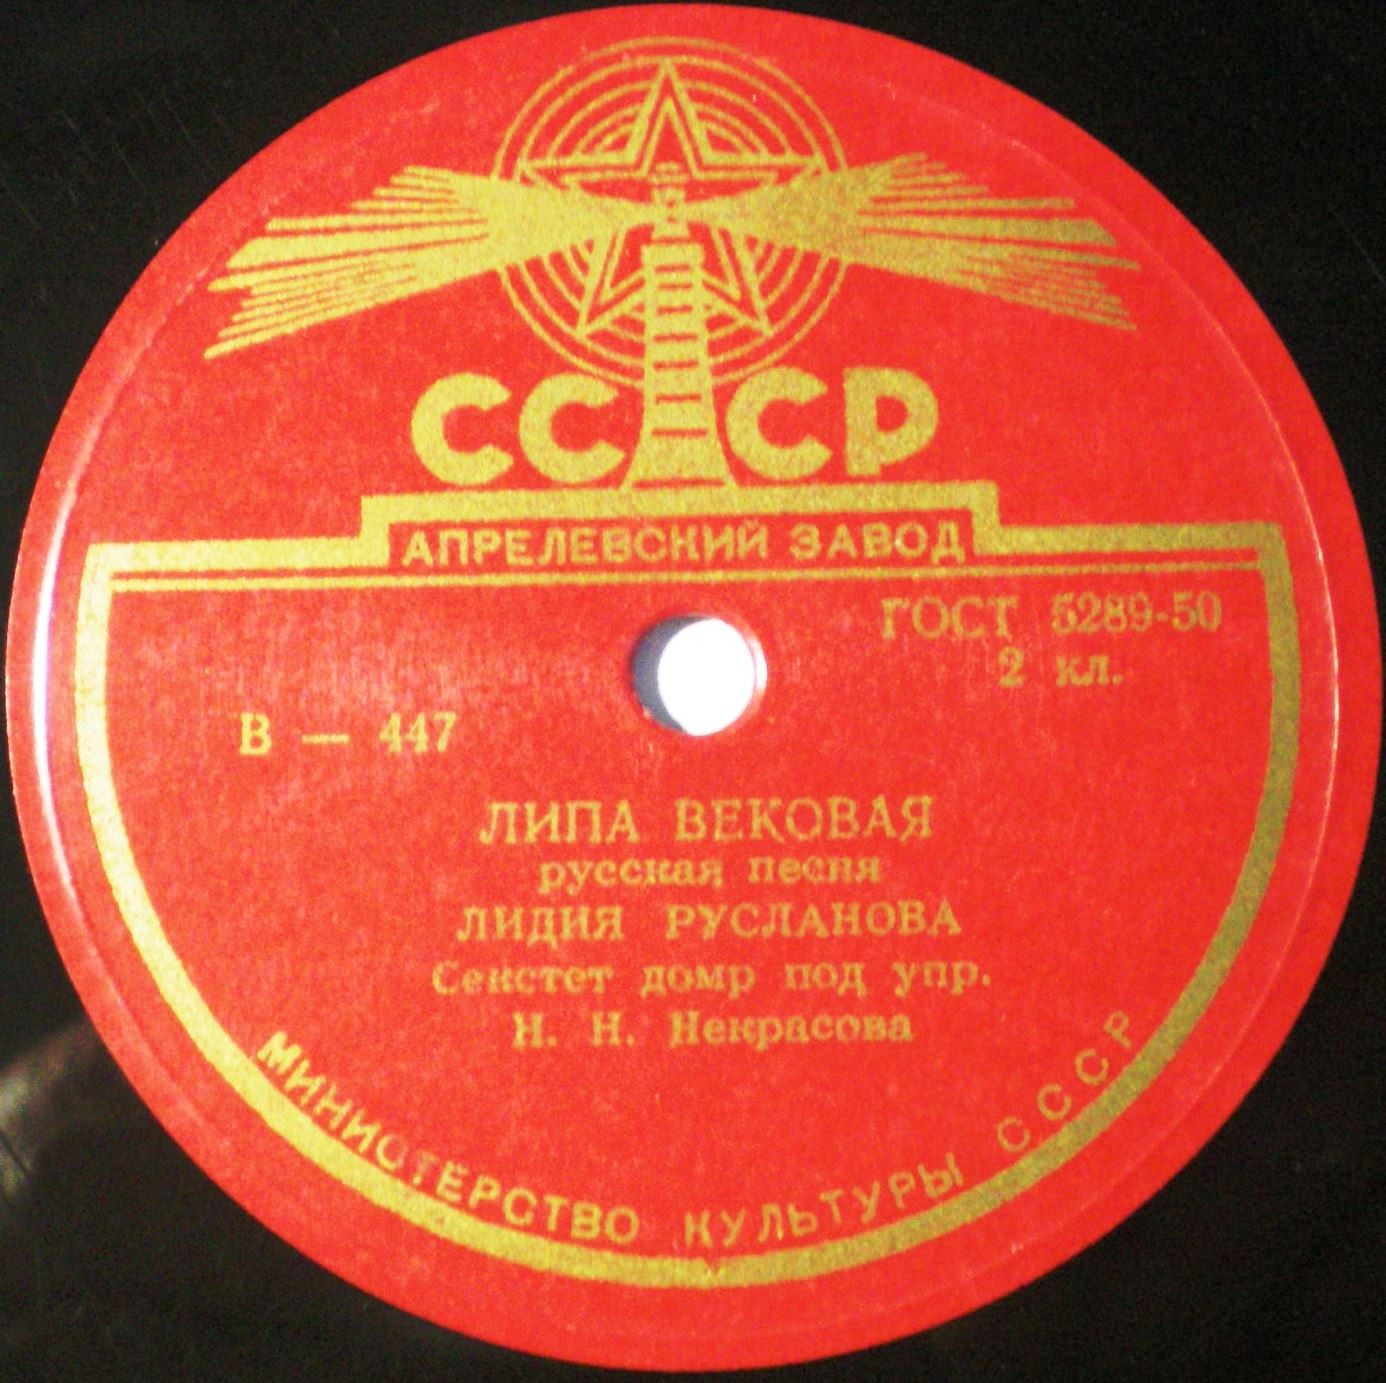 СССР
АПРЕЛЕВСКИЙ ЗАВОД
ГОСТ 5289-50
2 кл.
В — 447
ЛИПА ВЕКОВАЯ
русская песня
ЛИДИЯ РУСЛАНОВА
Секстет домр под упр.
Н. Н. Некрасова
МИНИСТЕРСТВО КУЛЬТУРЫ СССР